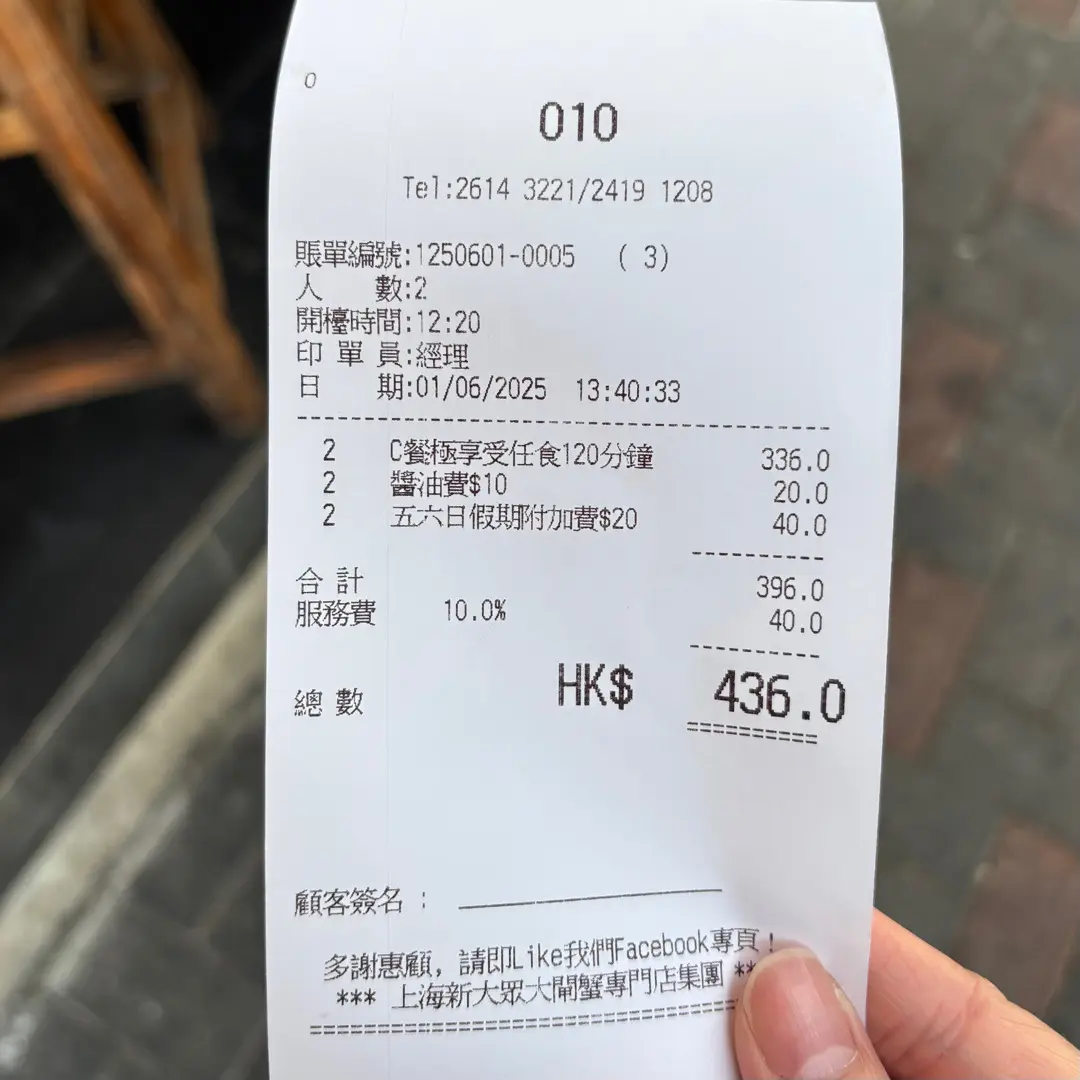 0
010
Tel:2614 3221/2419 1208
賬單編號:1250601-0005 ( 3)
人 數:2
開檯時間:12:20
印 單 員:經理
日 期:01/06/2025 13:40:33
2 C餐極享受任食120分鐘 336.0
2 醬油費$10 20.0
2 五六日假期附加費$20 40.0
合 計 396.0
服務費 10.0% 40.0
總 數 HK$ 436.0
顧客簽名 :
多謝惠顧, 請即Like我們Facebook專頁!
*** 上海新大眾大閘蟹專門店集團 **